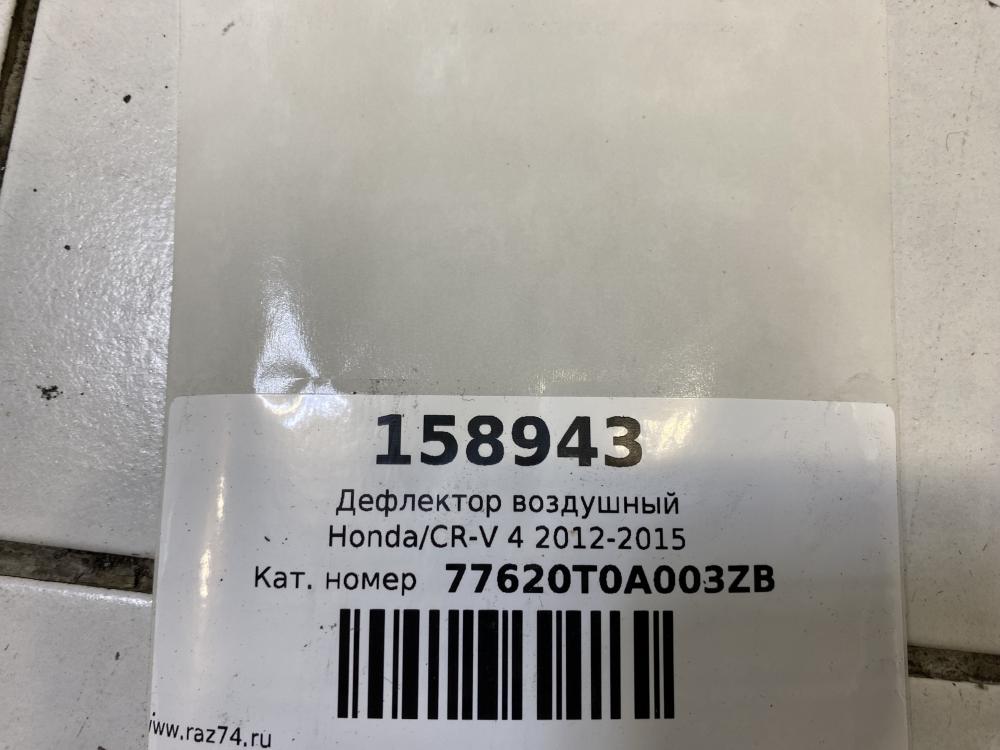 158943
Дефлектор воздушный
Honda/CR-V 4 2012-2015
Кат. номер 77620T0A003ZB
www.raz74.ru